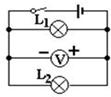 L₁
− V +
L₂